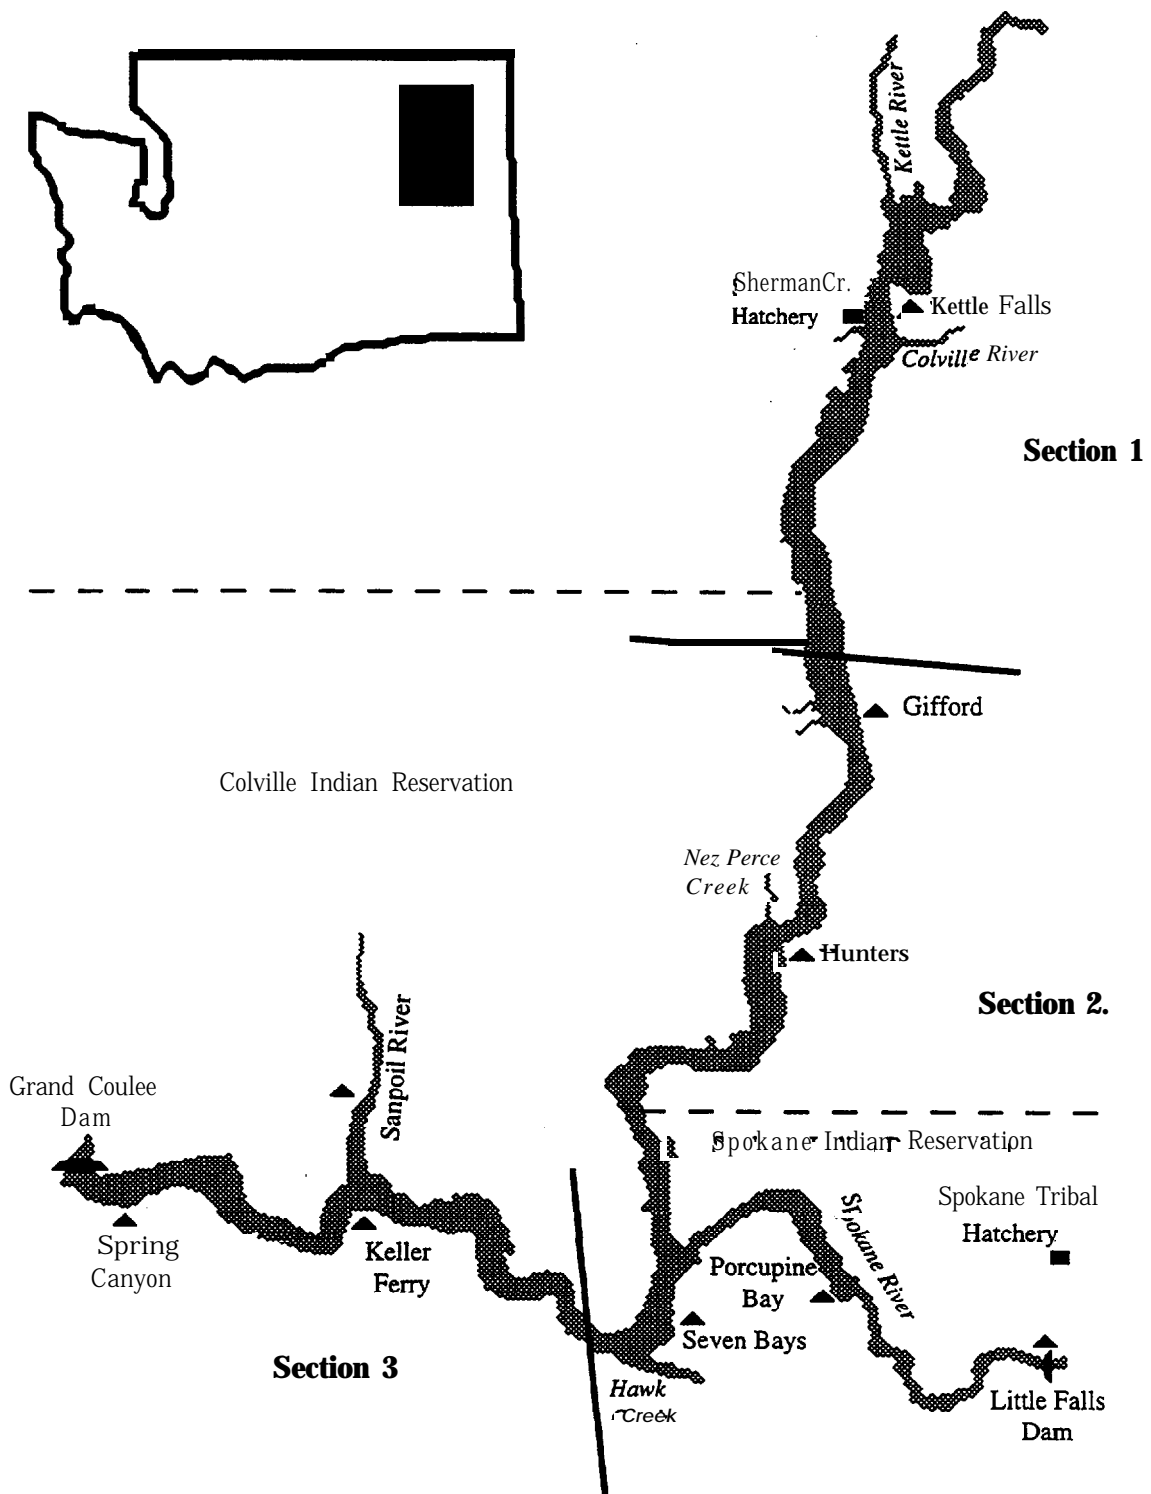 Kettle River
ShermanCr.
Hatchery
Kettle Falls
Colville River
Section 1
Gifford
Colville Indian Reservation
Nez Perce
Creek
Hunters
Section 2.
Sanpoil River
Grand Coulee
Dam
Spokane Indian Reservation
Spokane Tribal
Hatchery
Spring
Canyon
Keller
Ferry
Porcupine
Bay
Spokane River
Seven Bays
Section 3
Hawk
Creek
Little Falls
Dam